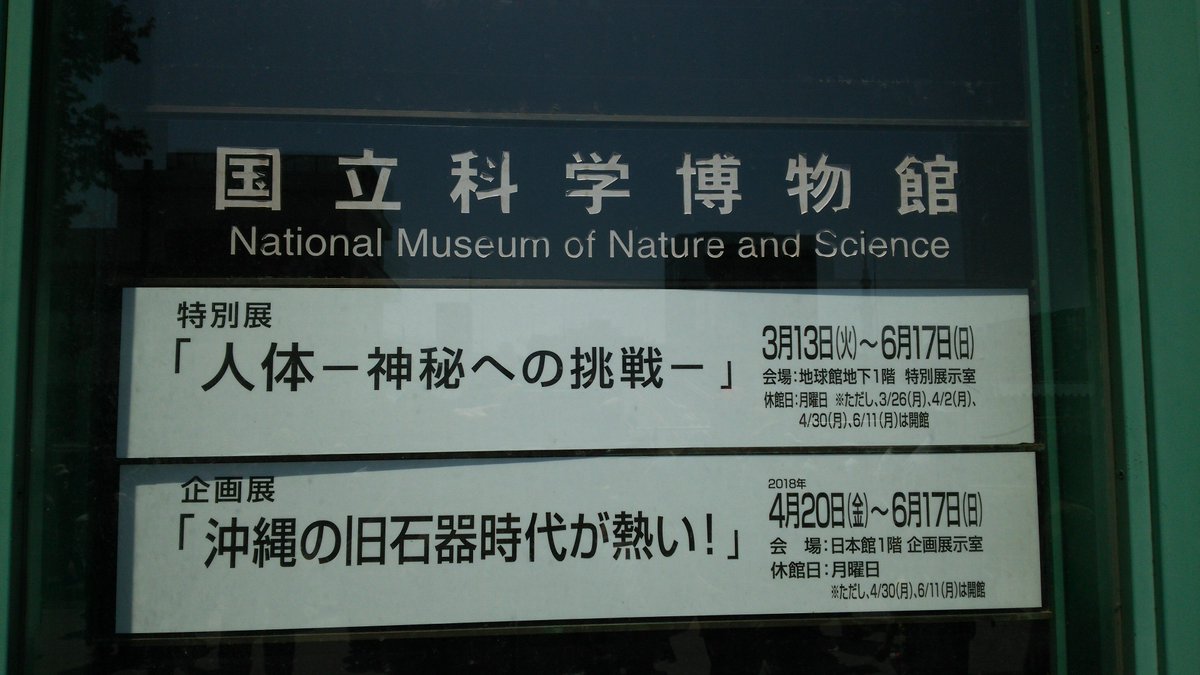 国立科学博物館
National Museum of Nature and Science
特別展
「人体－神秘への挑戦－」
3月13日(火)～6月17日(日)
会場：地球館地下1階 特別展示室
休館日：月曜日 ※ただし、3/26(月)、4/2(月)、
4/30(月)、6/11(月)は開館
企画展
「沖縄の旧石器時代が熱い！」
2018年
4月20日(金)～6月17日(日)
会 場：日本館1階 企画展示室
休館日：月曜日
※ただし、4/30(月)、6/11(月)は開館